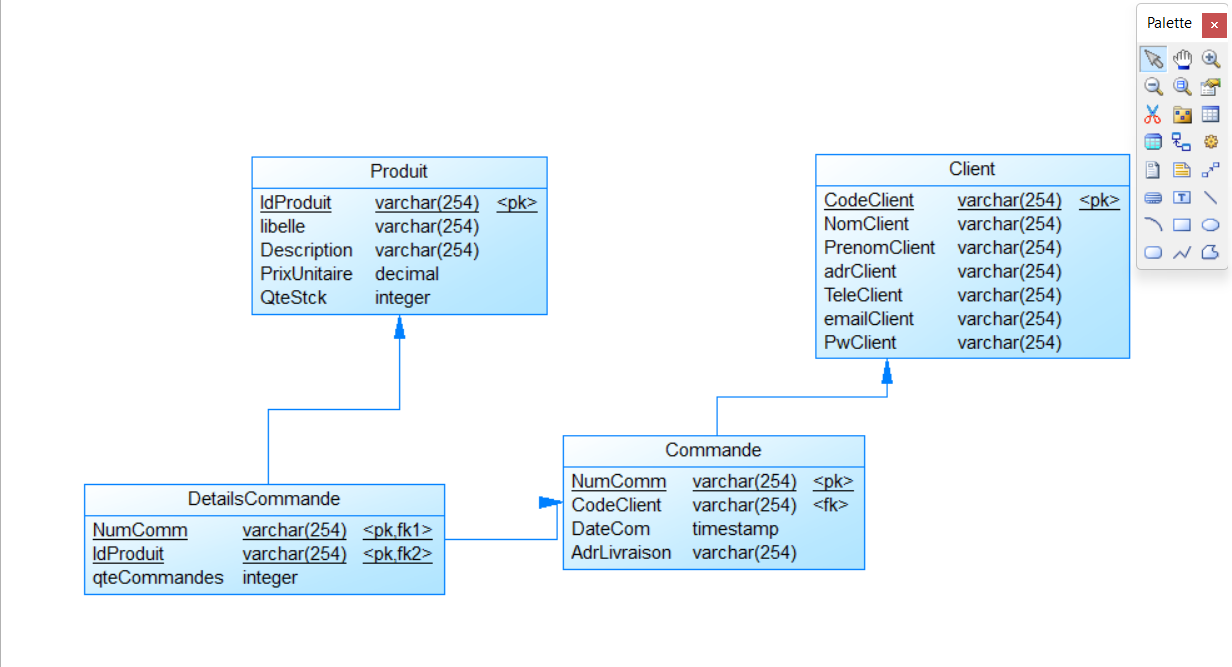 Palette
Produit
IdProduit varchar(254) <pk>
libelle varchar(254)
Description varchar(254)
PrixUnitaire decimal
QteStck integer
Client
CodeClient varchar(254) <pk>
NomClient varchar(254)
PrenomClient varchar(254)
adrClient varchar(254)
TeleClient varchar(254)
emailClient varchar(254)
PwClient varchar(254)
DetailsCommande
NumComm varchar(254) <pk,fk1>
IdProduit varchar(254) <pk,fk2>
qteCommandes integer
Commande
NumComm varchar(254) <pk>
CodeClient varchar(254) <fk>
DateCom timestamp
AdrLivraison varchar(254)